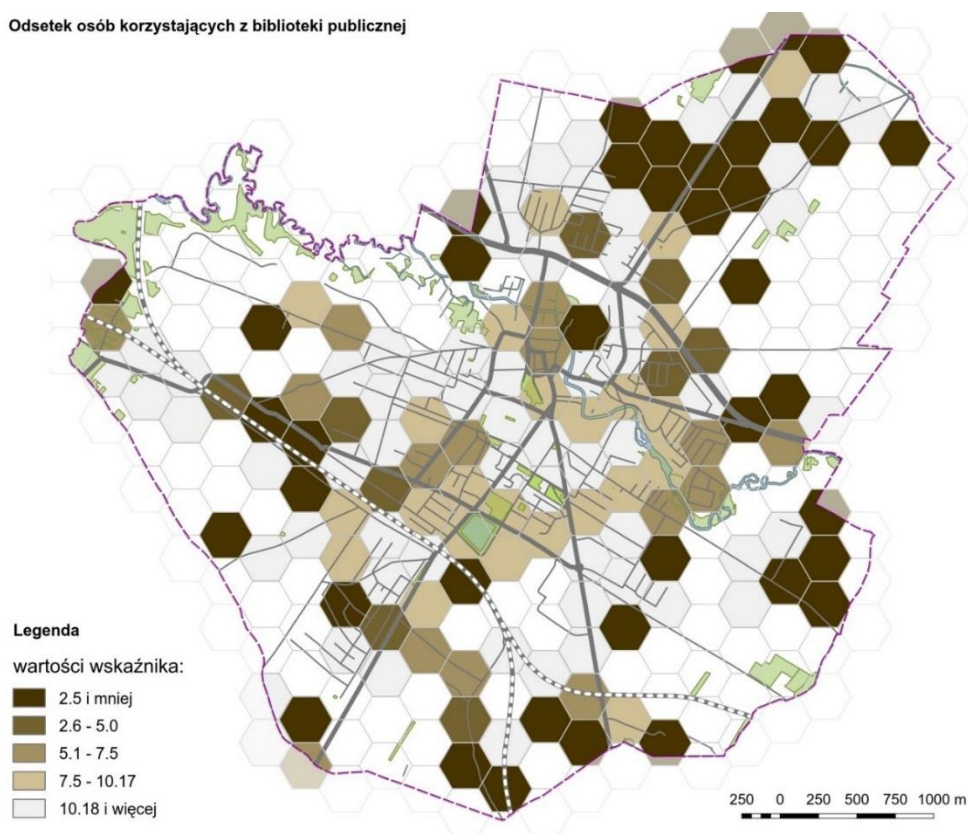 Odsetek osób korzystających z biblioteki publicznej
Legenda
wartości wskaźnika:
2.5 i mniej
2.6 - 5.0
5.1 - 7.5
7.5 - 10.17
10.18 i więcej
250 0 250 500 750 1000 m